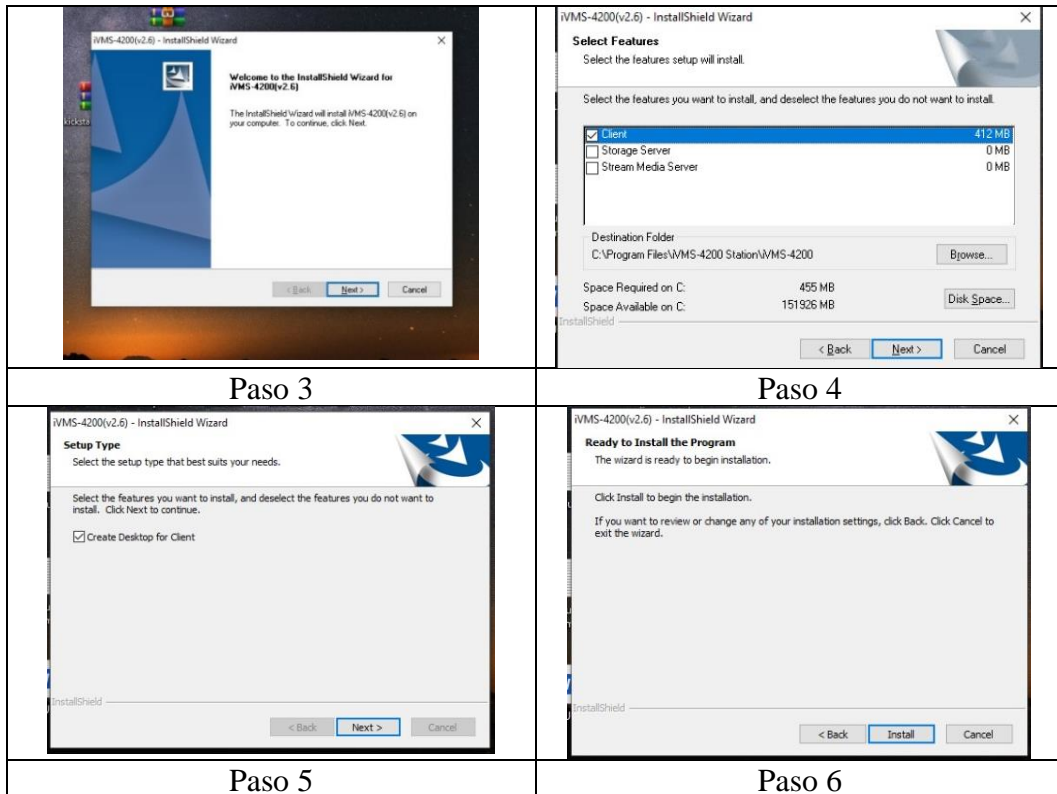 iVMS-4200(v2.6) - InstallShield Wizard
Welcome to the InstallShield Wizard for
iVMS-4200(v2.6)
The InstallShield Wizard will install iVMS-4200(v2.6) on
your computer. To continue, click Next.
< Back Next > Cancel
Paso 3
iVMS-4200(v2.6) - InstallShield Wizard
Select Features
Select the features setup will install.
Select the features you want to install, and deselect the features you do not want to install.
Client 412 MB
Storage Server 0 MB
Stream Media Server 0 MB
Destination Folder
C:\Program Files\iVMS-4200 Station\iVMS-4200
Browse...
Space Required on C: 455 MB
Space Available on C: 151926 MB
Disk Space...
InstallShield
< Back Next > Cancel
Paso 4
iVMS-4200(v2.6) - InstallShield Wizard
Setup Type
Select the setup type that best suits your needs.
Select the features you want to install, and deselect the features you do not want to
install. Click Next to continue.
Create Desktop for Client
InstallShield
< Back Next > Cancel
Paso 5
iVMS-4200(v2.6) - InstallShield Wizard
Ready to Install the Program
The wizard is ready to begin installation.
Click Install to begin the installation.
If you want to review or change any of your installation settings, click Back. Click Cancel to
exit the wizard.
InstallShield
< Back Install Cancel
Paso 6